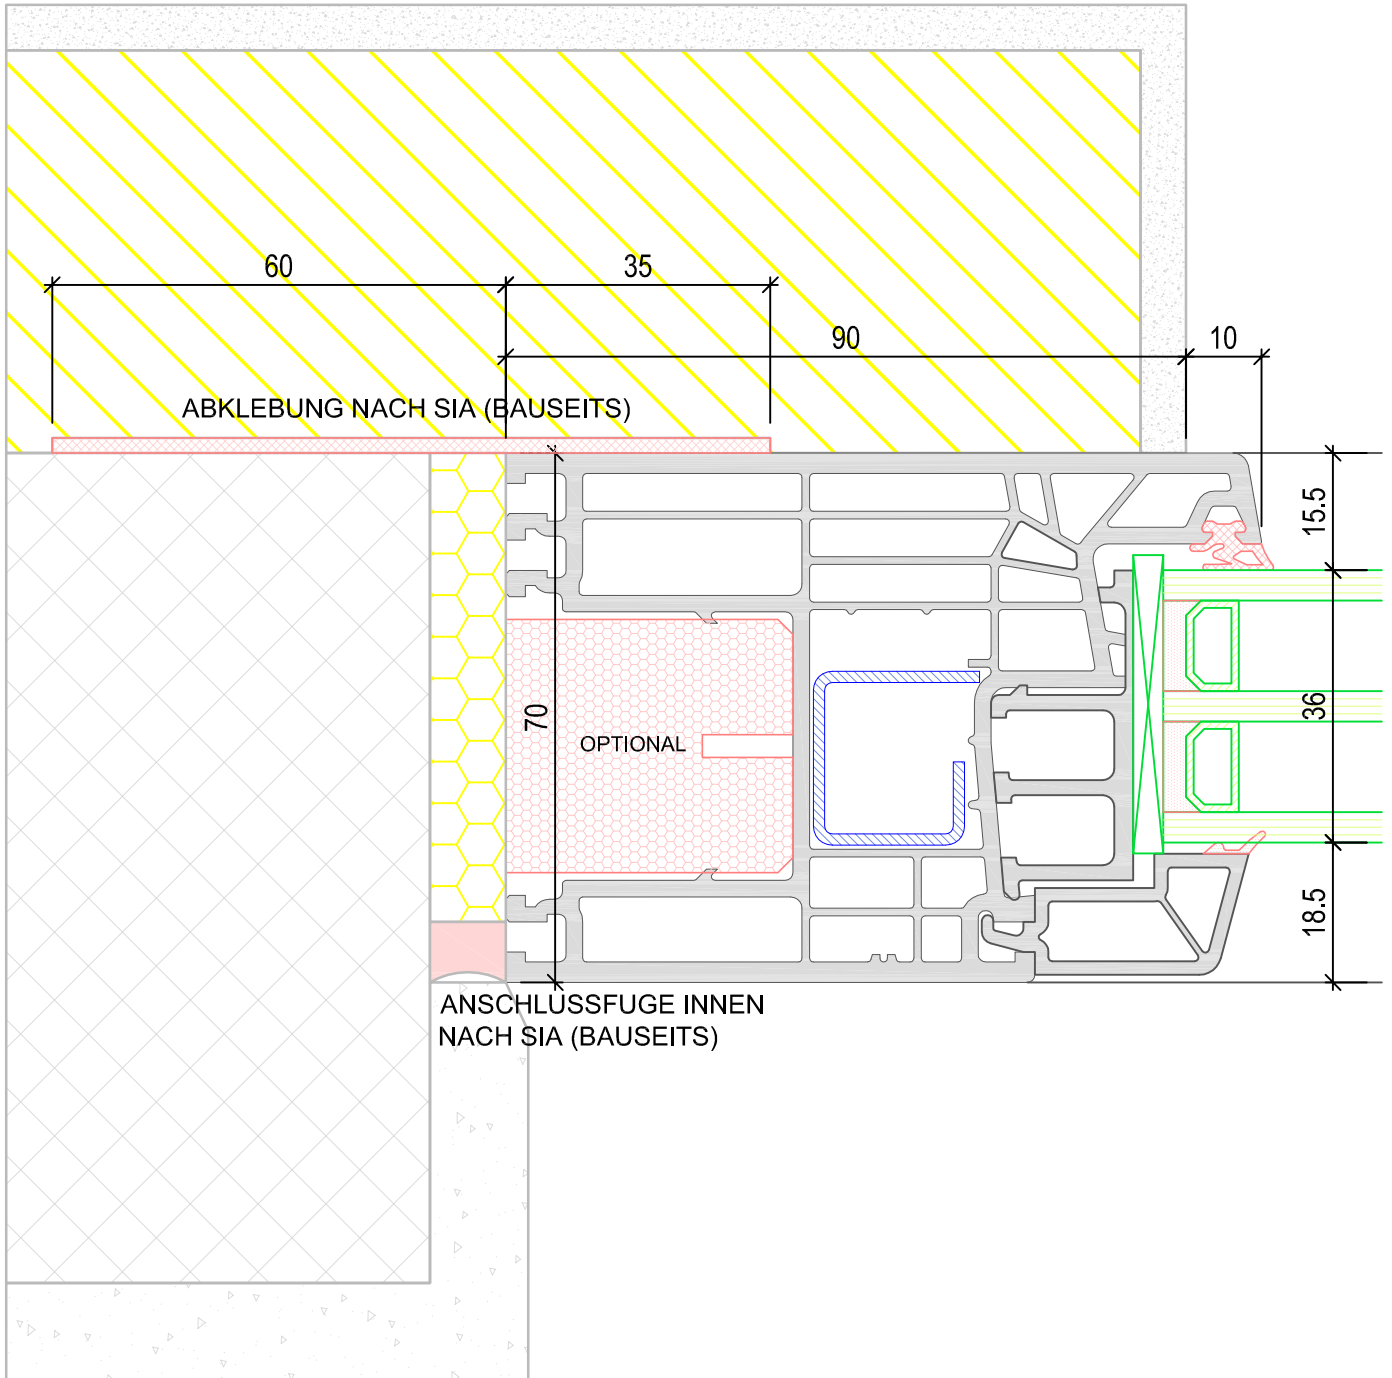 60
35
90
10
ABKLEBUNG NACH SIA (BAUSEITS)
15.5
70
36
OPTIONAL
18.5
ANSCHLUSSFUGE INNEN
NACH SIA (BAUSEITS)